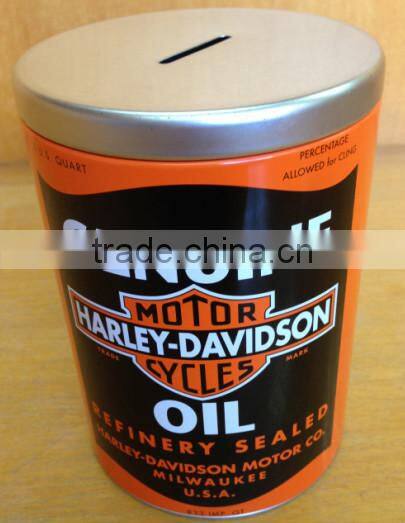 U.S. QUART
PERCENTAGE
ALLOWED for CLING
GENUINE
trade.china.cn
MOTOR
HARLEY-DAVIDSON
TRADE MARK
CYCLES
OIL
REFINERY SEALED
HARLEY-DAVIDSON MOTOR CO.
MILWAUKEE
U.S.A.